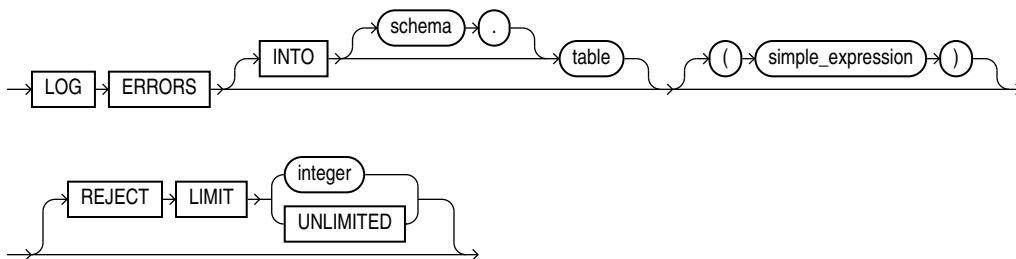 schema .
INTO table ( simple_expression )
LOG ERRORS
integer
REJECT LIMIT
UNLIMITED